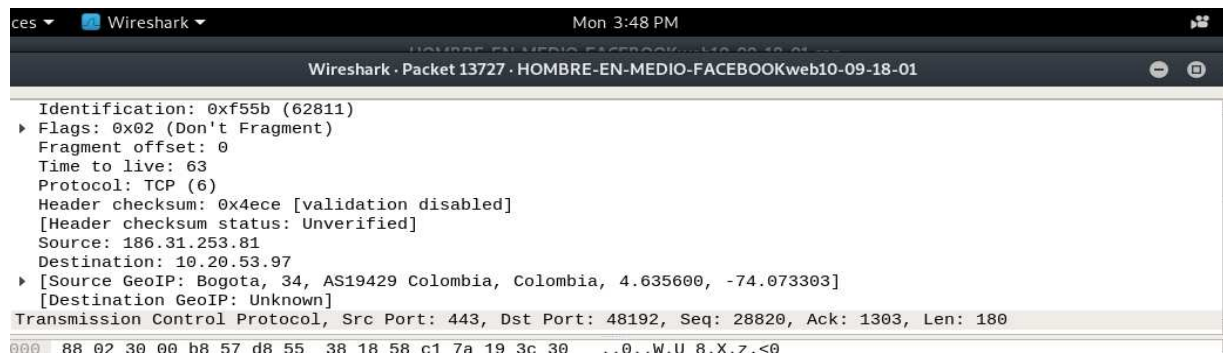 ces ▾ Wireshark ▾ Mon 3:48 PM
Wireshark · Packet 13727 · HOMBRE-EN-MEDIO-FACEBOOKweb10-09-18-01
Identification: 0xf55b (62811)
Flags: 0x02 (Don't Fragment)
Fragment offset: 0
Time to live: 63
Protocol: TCP (6)
Header checksum: 0x4ece [validation disabled]
[Header checksum status: Unverified]
Source: 186.31.253.81
Destination: 10.20.53.97
[Source GeoIP: Bogota, 34, AS19429 Colombia, Colombia, 4.635600, -74.073303]
[Destination GeoIP: Unknown]
Transmission Control Protocol, Src Port: 443, Dst Port: 48192, Seq: 28820, Ack: 1303, Len: 180
000 88 02 30 00 b8 57 d8 55 38 18 58 c1 7a 19 3c 30 ..0..W.U 8.X.z.<0